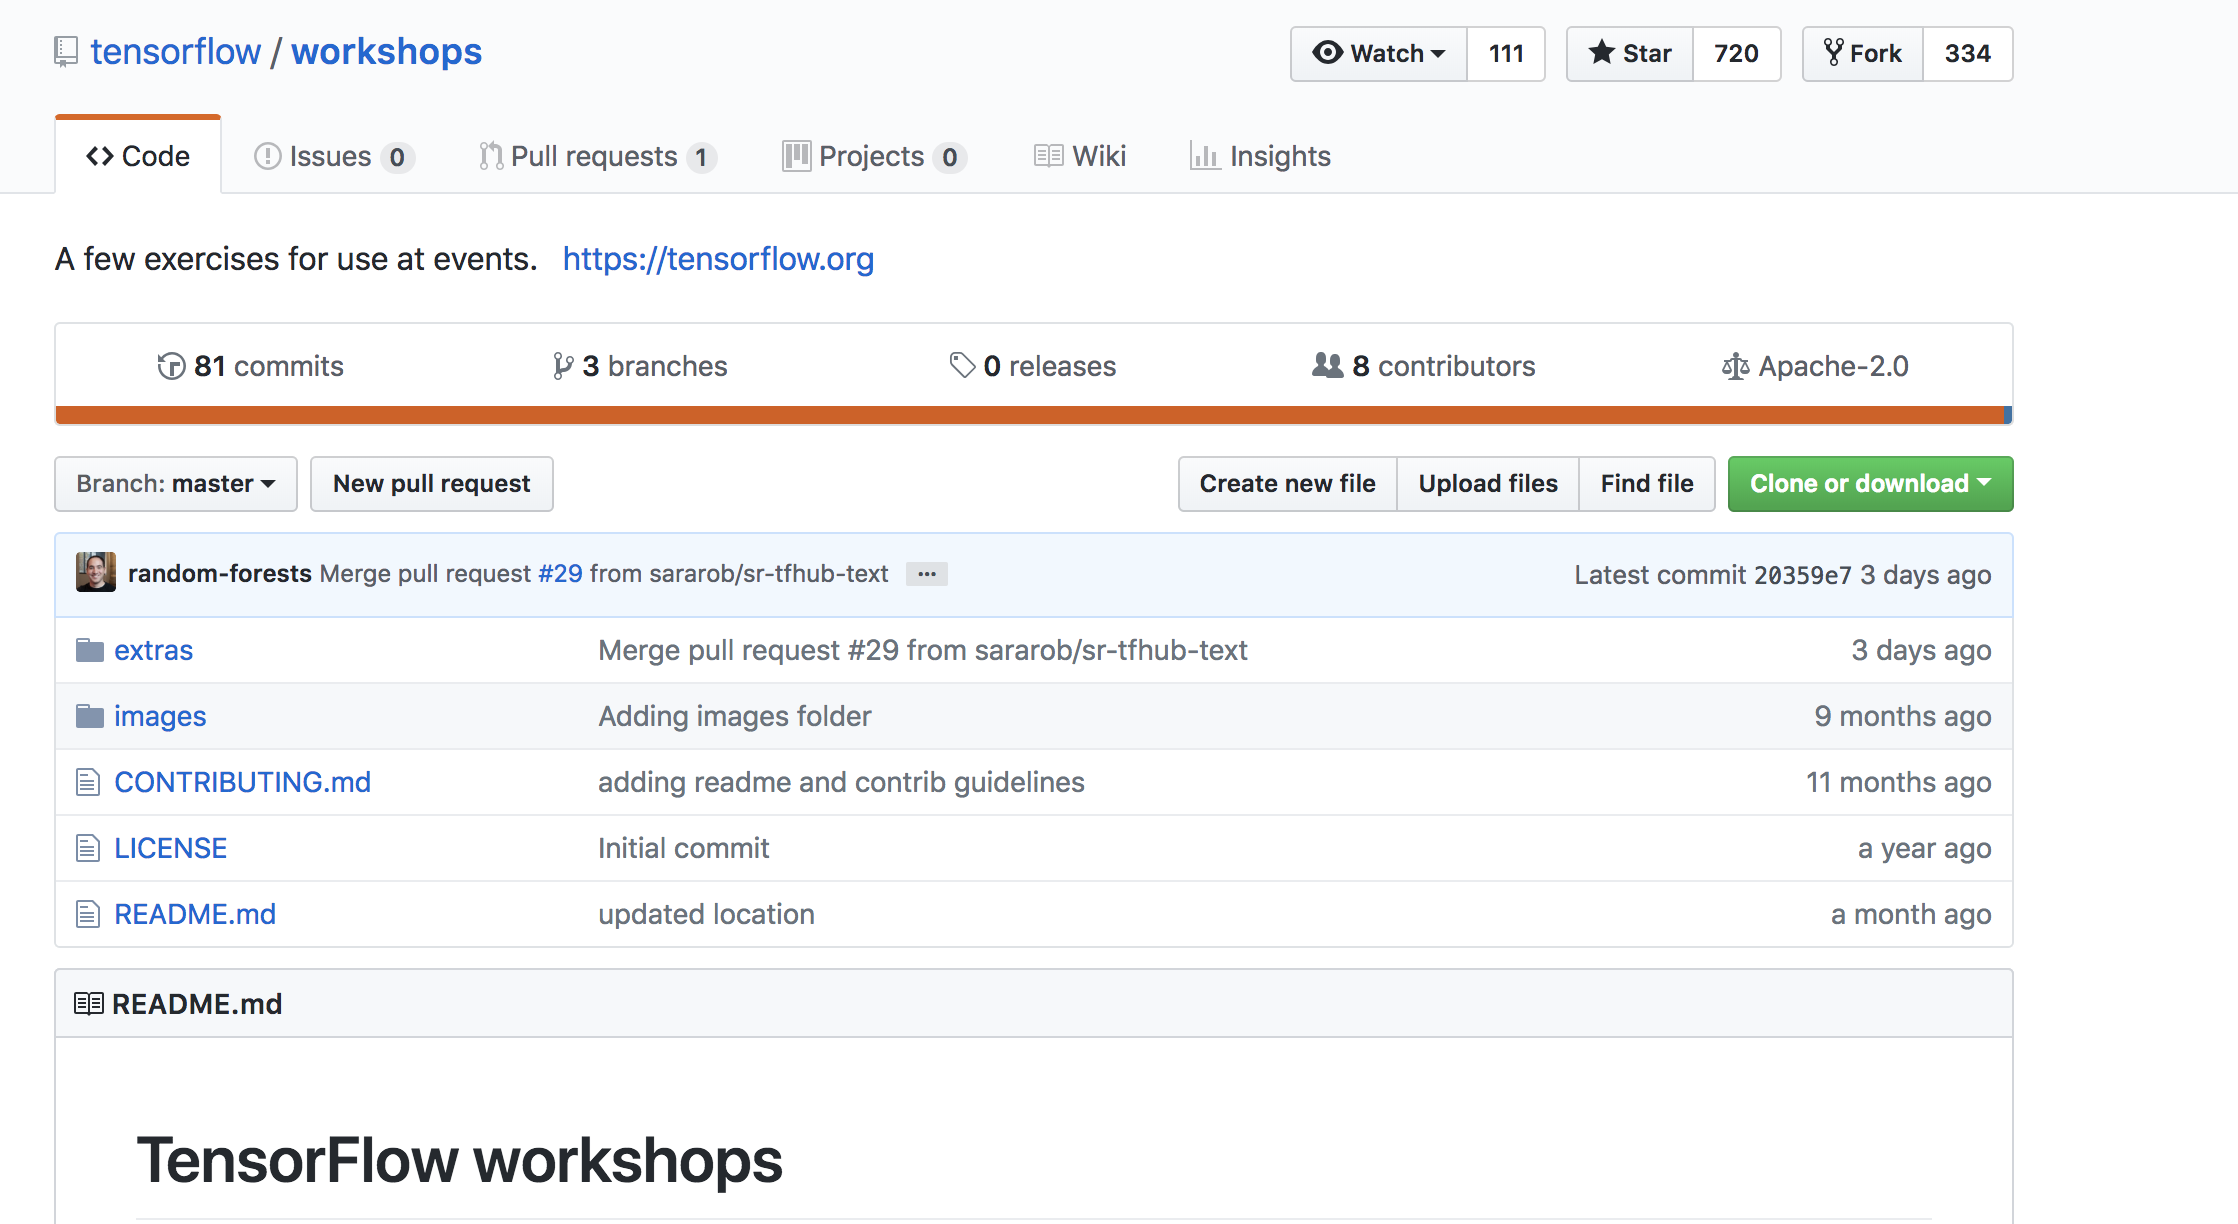 tensorflow / workshops
Watch 111 Star 720 Fork 334
Code Issues 0 Pull requests 1 Projects 0 Wiki Insights
A few exercises for use at events. https://tensorflow.org
81 commits 3 branches 0 releases 8 contributors Apache-2.0
Branch: master New pull request Create new file Upload files Find file Clone or download
random-forests Merge pull request #29 from sararob/sr-tfhub-text ... Latest commit 20359e7 3 days ago
extras Merge pull request #29 from sararob/sr-tfhub-text 3 days ago
images Adding images folder 9 months ago
CONTRIBUTING.md adding readme and contrib guidelines 11 months ago
LICENSE Initial commit a year ago
README.md updated location a month ago
README.md
TensorFlow workshops